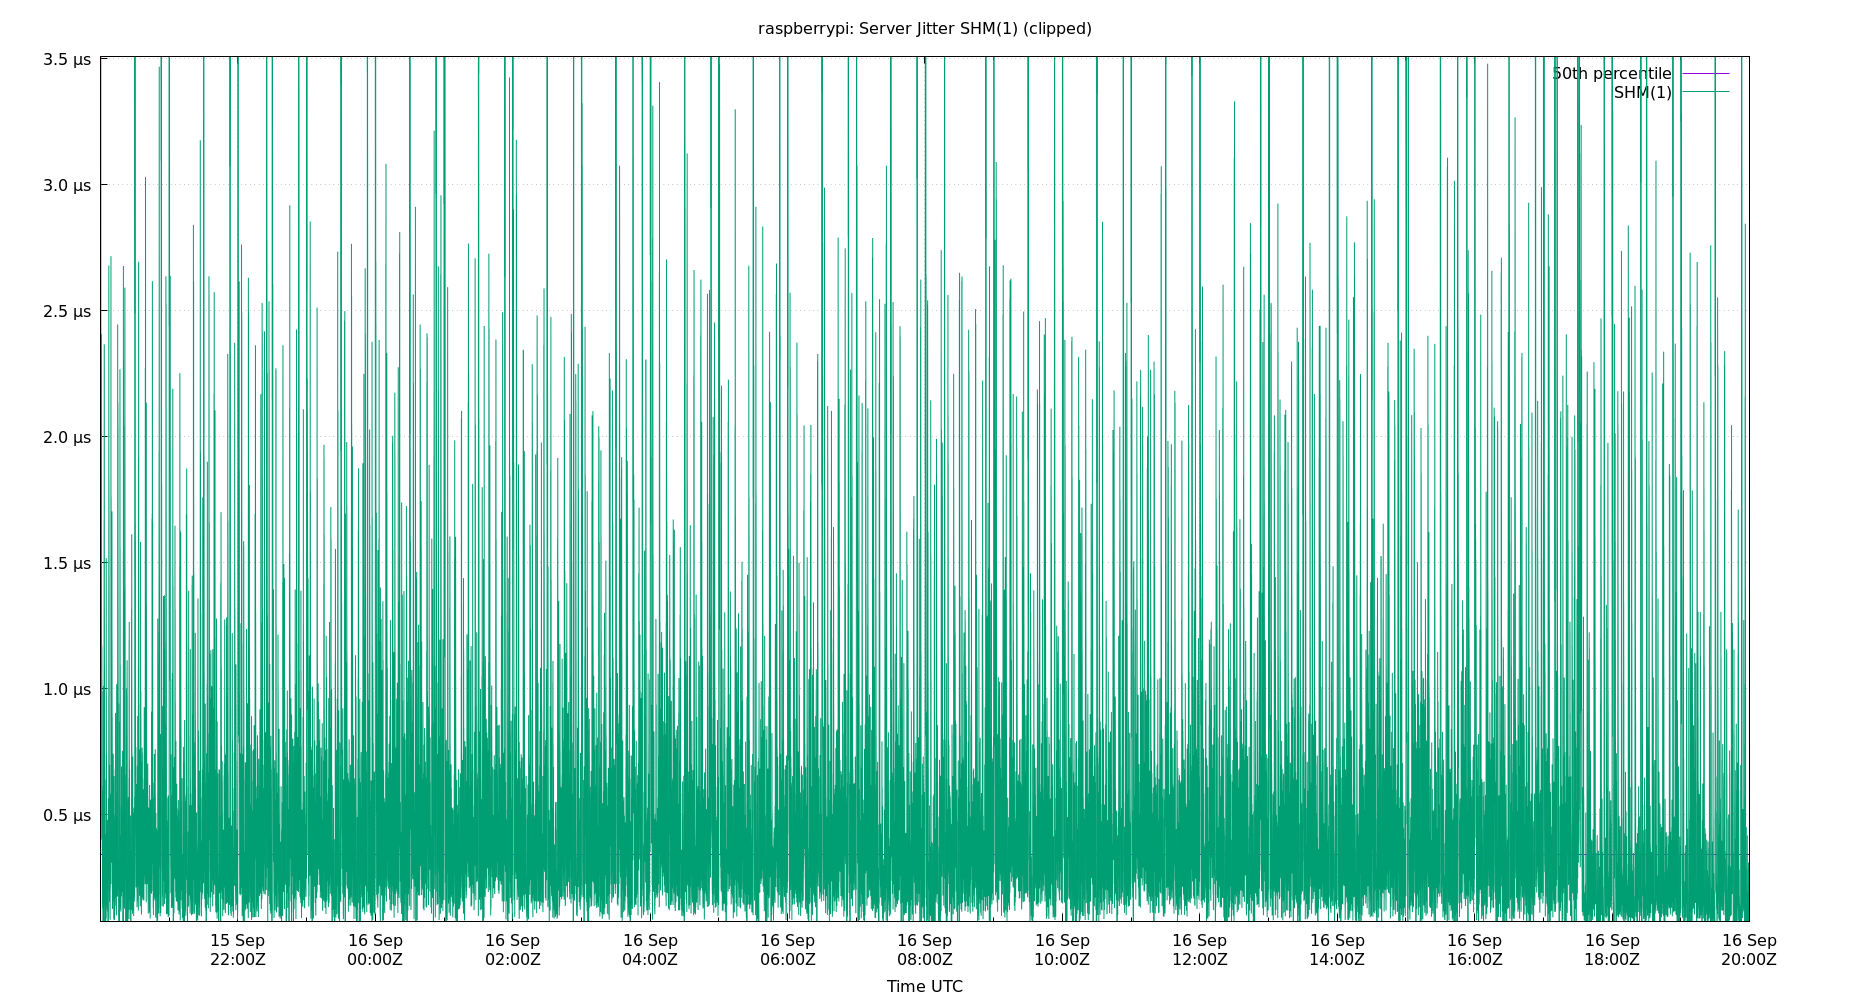 raspberrypi: Server Jitter SHM(1) (clipped)
3.5 µs
3.0 µs
2.5 µs
2.0 µs
1.5 µs
1.0 µs
0.5 µs
50th percentile
SHM(1)
15 Sep 16 Sep 16 Sep 16 Sep 16 Sep 16 Sep 16 Sep 16 Sep 16 Sep 16 Sep 16 Sep 16 Sep
22:00Z 00:00Z 02:00Z 04:00Z 06:00Z 08:00Z 10:00Z 12:00Z 14:00Z 16:00Z 18:00Z 20:00Z
Time UTC